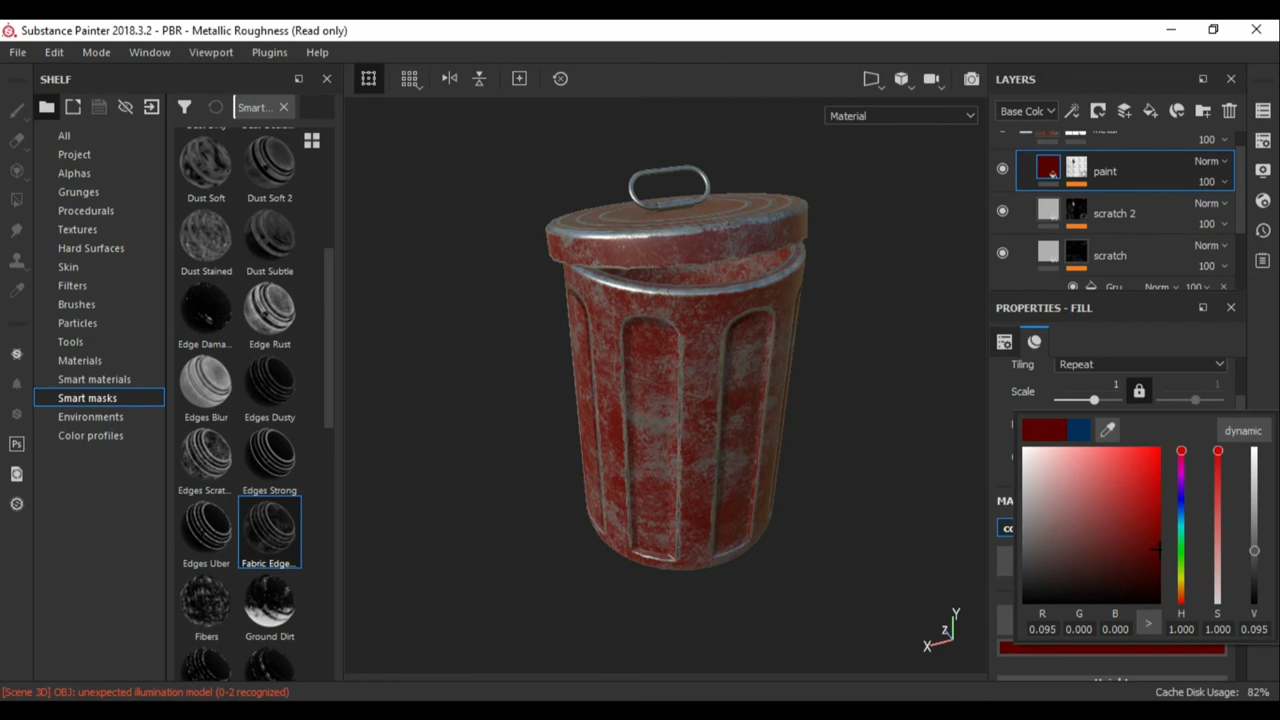 Substance Painter 2018.3.2 - PBR - Metallic Roughness (Read only)
File Edit Mode Window Viewport Plugins Help
SHELF
Smart...
All
Project
Alphas
Grunges
Procedurals
Textures
Hard Surfaces
Skin
Filters
Brushes
Particles
Tools
Materials
Smart materials
Smart masks
Environments
Color profiles
Dust Soft
Dust Soft 2
Dust Stained
Dust Subtle
Edge Dama...
Edge Rust
Edges Blur
Edges Dusty
Edges Scrat...
Edges Strong
Edges Uber
Fabric Edge...
Fibers
Ground Dirt
Material
Y
Z
X
LAYERS
Base Colc
100
paint
Norm
100
scratch 2
Norm
100
scratch
Norm
100
Gru Norm 100
PROPERTIES - FILL
Tiling Repeat
Scale 1 1
dynamic
R G B H S V
0.095 0.000 0.000 > 1.000 1.000 0.095
[Scene 3D] OBJ: unexpected illumination model (0-2 recognized)
Cache Disk Usage: 82%
Ps